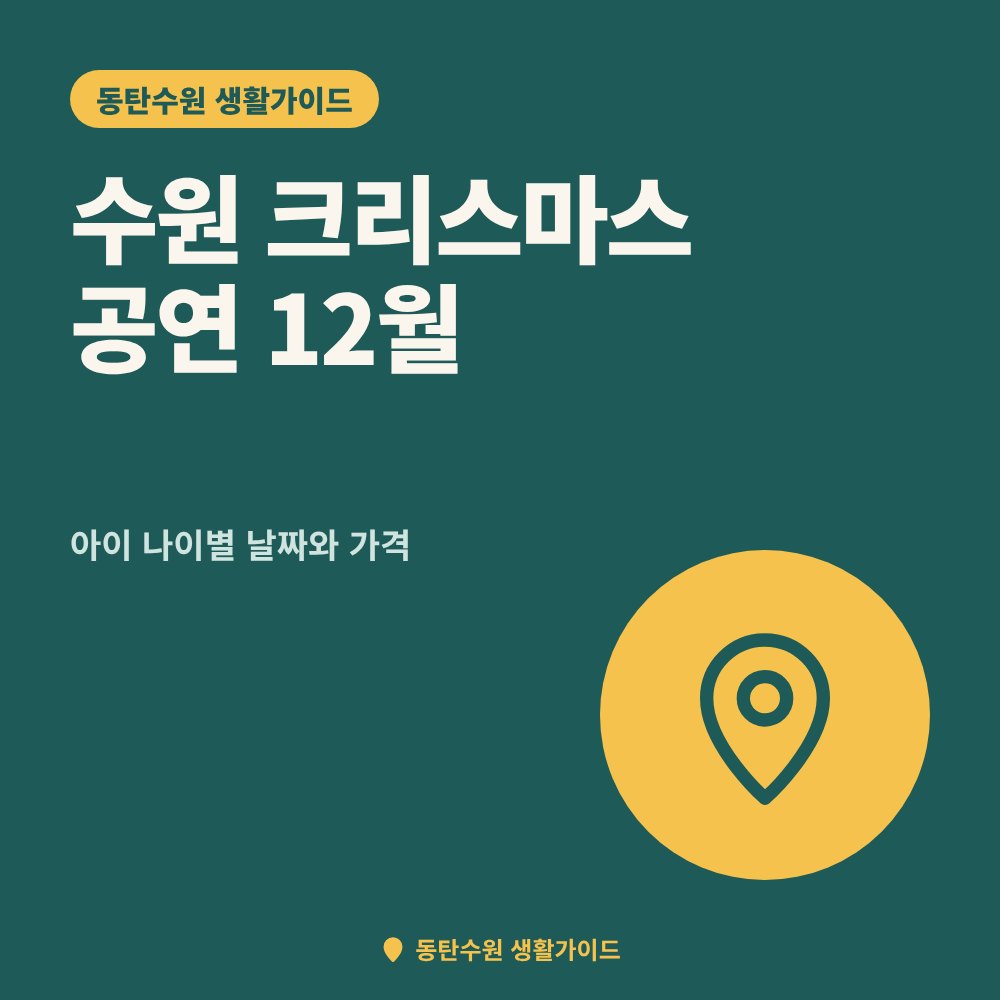 동탄수원 생활가이드
수원 크리스마스
공연 12월
아이 나이별 날짜와 가격
동탄수원 생활가이드